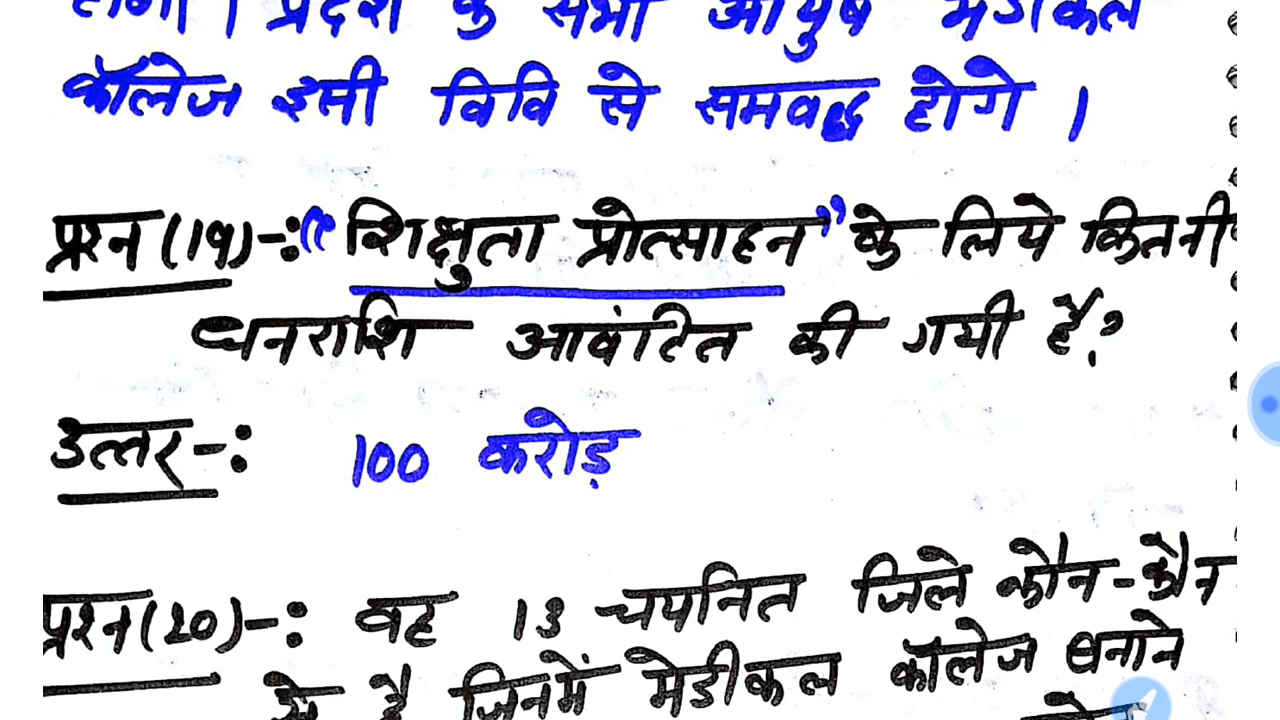 लगा। प्रदेश के सभी आयुष मेडीकल
कॉलेज इसी विवि से समबद्ध होगे ।
प्रश्न (19)-: "शिक्षुता प्रोत्साहन" के लिये कितनी
धनराशि आवंटित की गयी है?
उत्तर-: 100 करोड़
प्रश्न (20)-: वह 13 चयनित जिले कौन-कौन
से है जिनमें मेडीकल कॉलेज बनाने